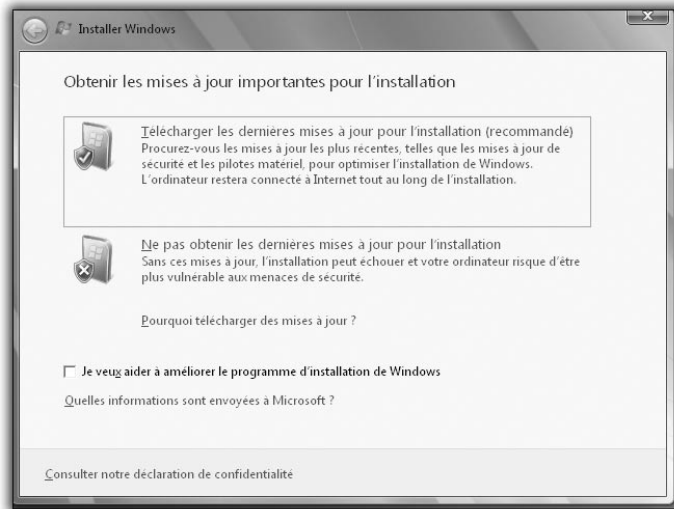 Installer Windows
Obtenir les mises à jour importantes pour l'installation
Télécharger les dernières mises à jour pour l'installation (recommandé)
Procurez-vous les mises à jour les plus récentes, telles que les mises à jour de
sécurité et les pilotes matériel, pour optimiser l'installation de Windows.
L'ordinateur restera connecté à Internet tout au long de l'installation.
Ne pas obtenir les dernières mises à jour pour l'installation
Sans ces mises à jour, l'installation peut échouer et votre ordinateur risque d'être
plus vulnérable aux menaces de sécurité.
Pourquoi télécharger des mises à jour ?
Je veux aider à améliorer le programme d'installation de Windows
Quelles informations sont envoyées à Microsoft ?
Consulter notre déclaration de confidentialité